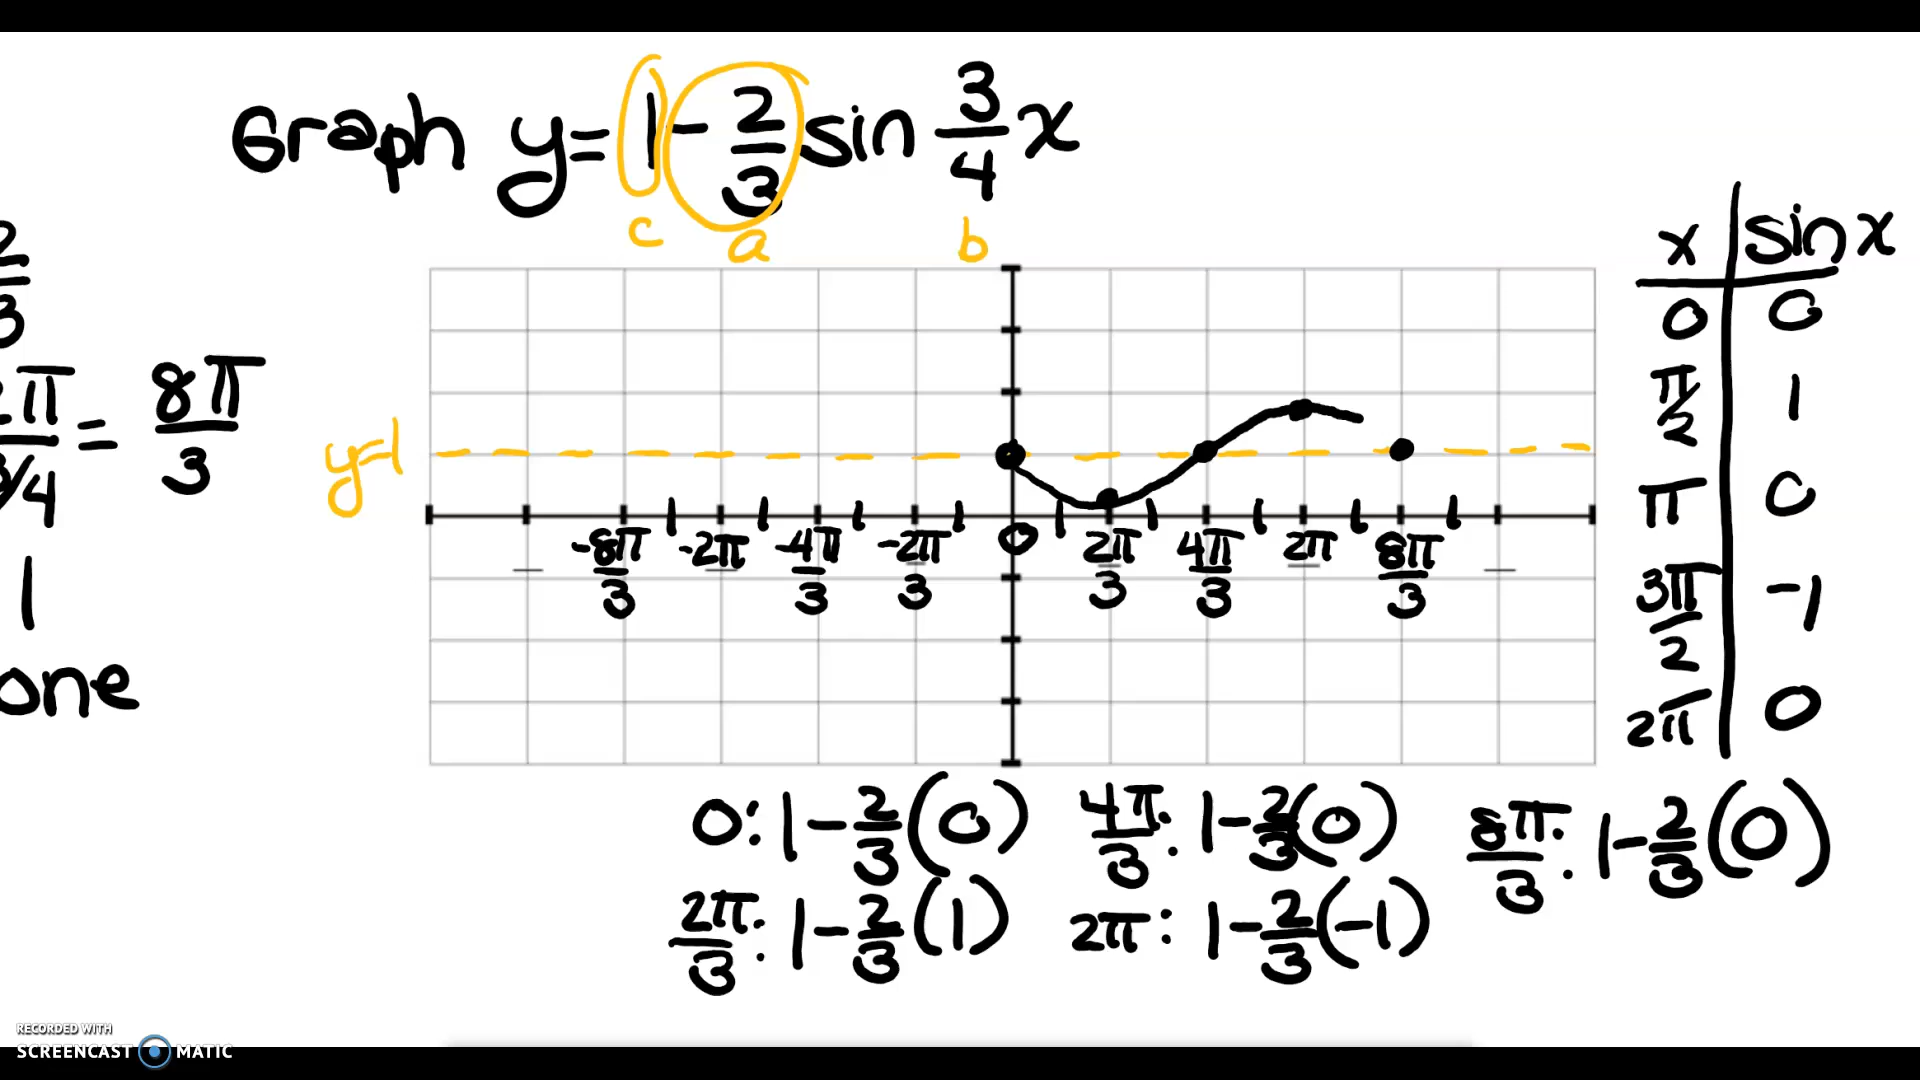 Graph y=1-2/3 sin 3/4 x
c a b
2/3
2π/3/4 = 8π/3
1
one
y=1
-8π/3 -2π -4π/3 -2π/3 0 2π/3 4π/3 2π 8π/3
x sin x
0 0
π/2 1
π 0
3π/2 -1
2π 0
0: 1-2/3(0) 4π/3: 1-2/3(0) 8π/3: 1-2/3(0)
2π/3: 1-2/3(1) 2π: 1-2/3(-1)
RECORDED WITH
SCREENCAST MATIC